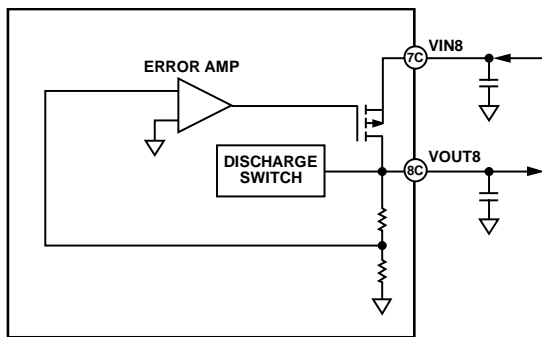 7C
VIN8
ERROR AMP
DISCHARGE
SWITCH
8C
VOUT8